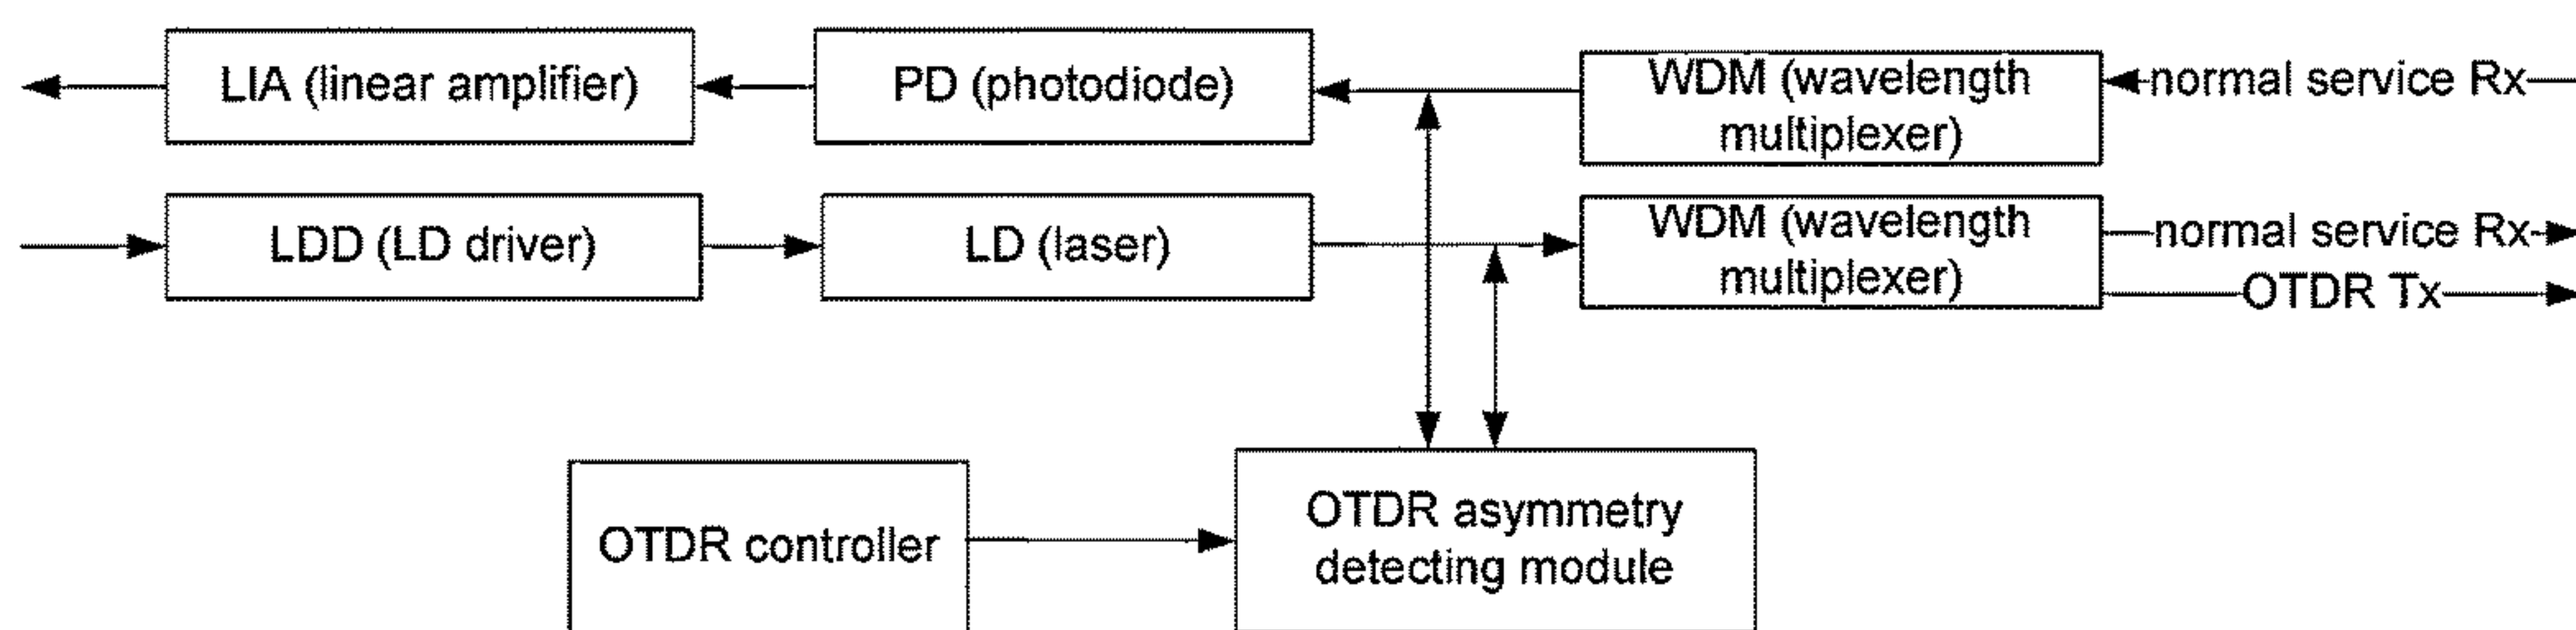 LIA (linear amplifier)
PD (photodiode)
WDM (wavelength
multiplexer)
normal service Rx
LDD (LD driver)
LD (laser)
WDM (wavelength
multiplexer)
normal service Rx
OTDR Tx
OTDR controller
OTDR asymmetry
detecting module